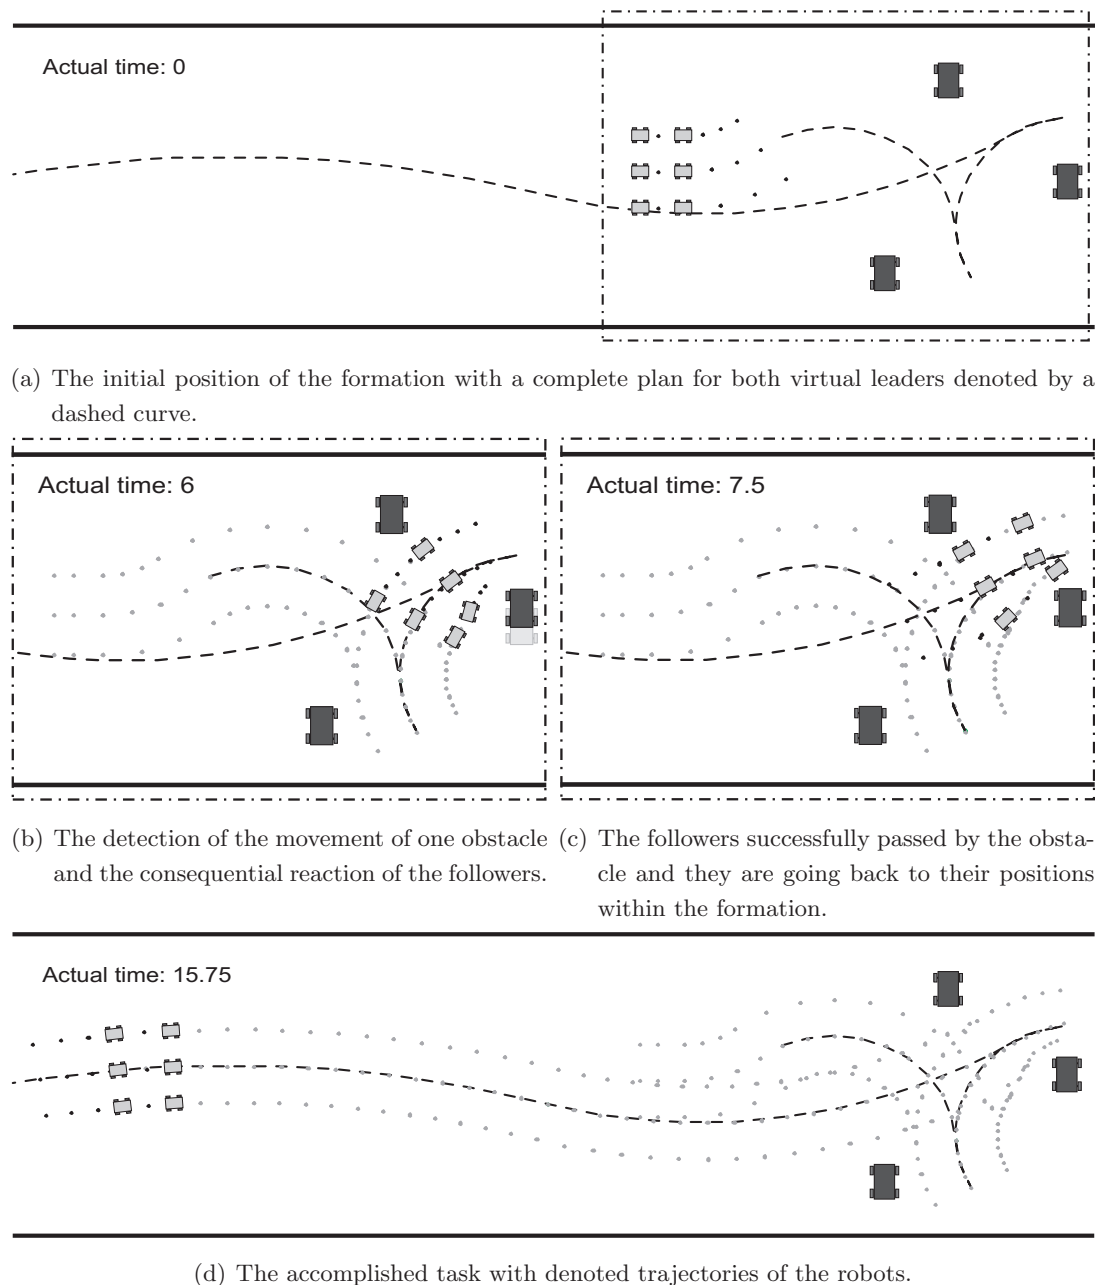 Actual time: 0
(a) The initial position of the formation with a complete plan for both virtual leaders denoted by a
dashed curve.
Actual time: 6
Actual time: 7.5
(b) The detection of the movement of one obstacle
and the consequential reaction of the followers.
(c) The followers successfully passed by the obsta-
cle and they are going back to their positions
within the formation.
Actual time: 15.75
(d) The accomplished task with denoted trajectories of the robots.